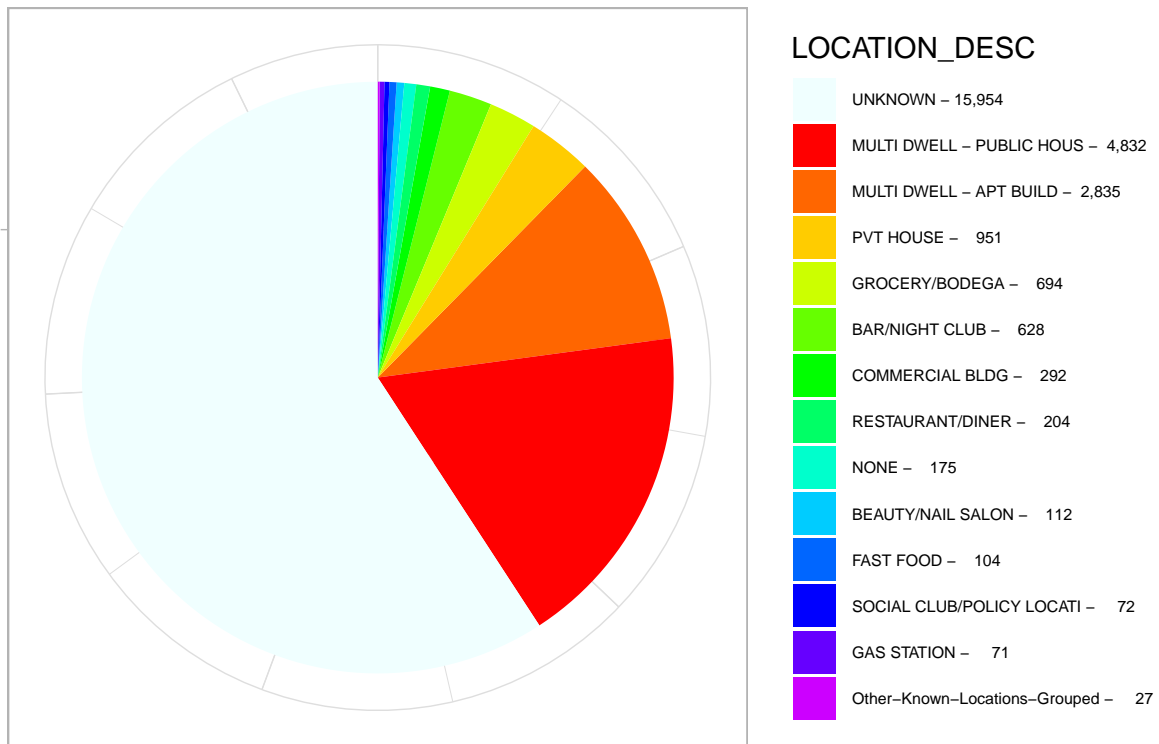 LOCATION_DESC
UNKNOWN – 15,954
MULTI DWELL – PUBLIC HOUS – 4,832
MULTI DWELL – APT BUILD – 2,835
PVT HOUSE – 951
GROCERY/BODEGA – 694
BAR/NIGHT CLUB – 628
COMMERCIAL BLDG – 292
RESTAURANT/DINER – 204
NONE – 175
BEAUTY/NAIL SALON – 112
FAST FOOD – 104
SOCIAL CLUB/POLICY LOCATI – 72
GAS STATION – 71
Other–Known–Locations–Grouped – 27